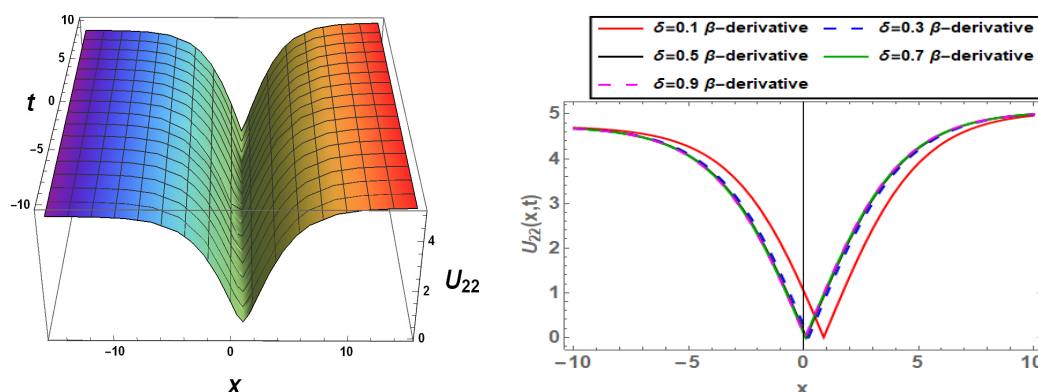 10
5
t
0
-5
-10
4
2
0
U22
-10
0
10
x
δ=0.1 β-derivative
δ=0.3 β-derivative
δ=0.5 β-derivative
δ=0.7 β-derivative
δ=0.9 β-derivative
5
4
3
2
1
0
U22(x,t)
-10
-5
0
5
10
x